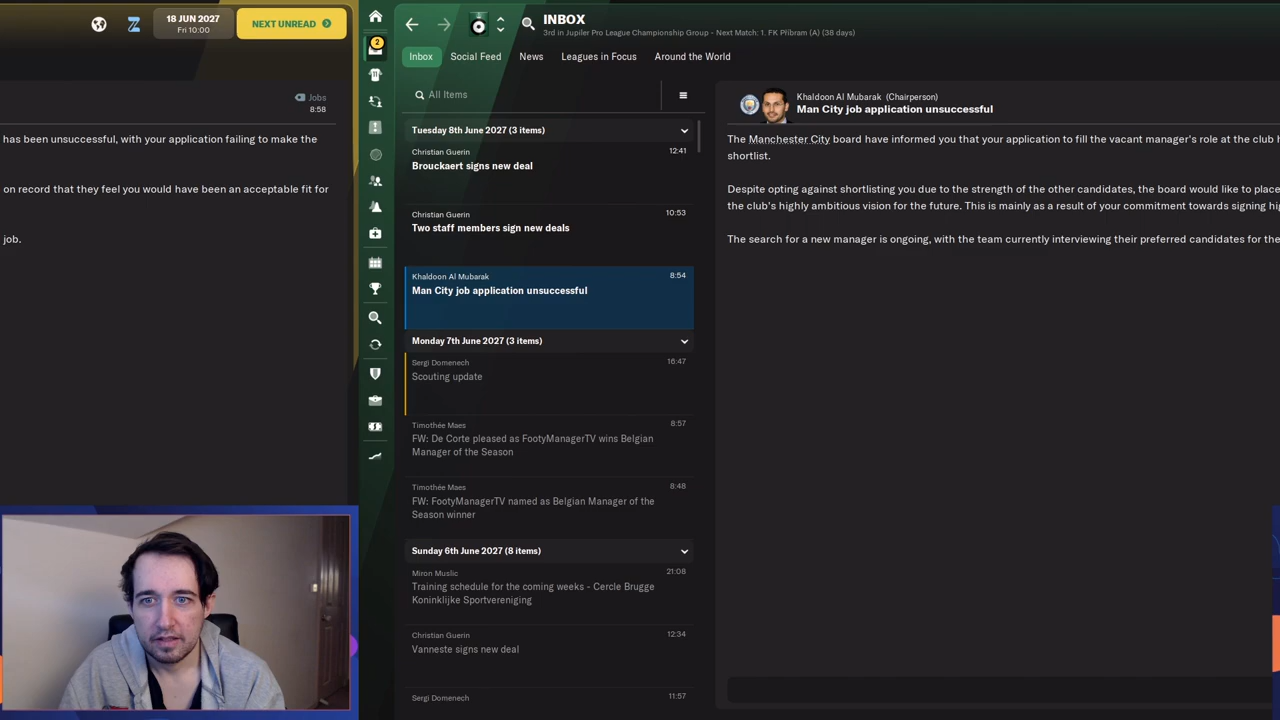 18 JUN 2027
Fri 10:00
NEXT UNREAD
Jobs
8:58
has been unsuccessful, with your application failing to make the
on record that they feel you would have been an acceptable fit for
job.
2
INBOX
3rd in Jupiler Pro League Championship Group - Next Match: 1. FK Příbram (A) (38 days)
Inbox
Social Feed
News
Leagues in Focus
Around the World
All Items
Tuesday 8th June 2027 (3 items)
Christian Guerin
12:41
Brouckaert signs new deal
Christian Guerin
10:53
Two staff members sign new deals
Khaldoon Al Mubarak
8:54
Man City job application unsuccessful
Monday 7th June 2027 (3 items)
Sergi Domenech
16:47
Scouting update
Timothée Maes
8:57
FW: De Corte pleased as FootyManagerTV wins Belgian
Manager of the Season
Timothée Maes
8:48
FW: FootyManagerTV named as Belgian Manager of the
Season winner
Sunday 6th June 2027 (8 items)
Miron Muslic
21:08
Training schedule for the coming weeks - Cercle Brugge
Koninklijke Sportvereniging
Christian Guerin
12:34
Vanneste signs new deal
Sergi Domenech
11:57
Khaldoon Al Mubarak (Chairperson)
Man City job application unsuccessful
The Manchester City board have informed you that your application to fill the vacant manager's role at the club h
shortlist.
Despite opting against shortlisting you due to the strength of the other candidates, the board would like to place
the club's highly ambitious vision for the future. This is mainly as a result of your commitment towards signing hi
The search for a new manager is ongoing, with the team currently interviewing their preferred candidates for the